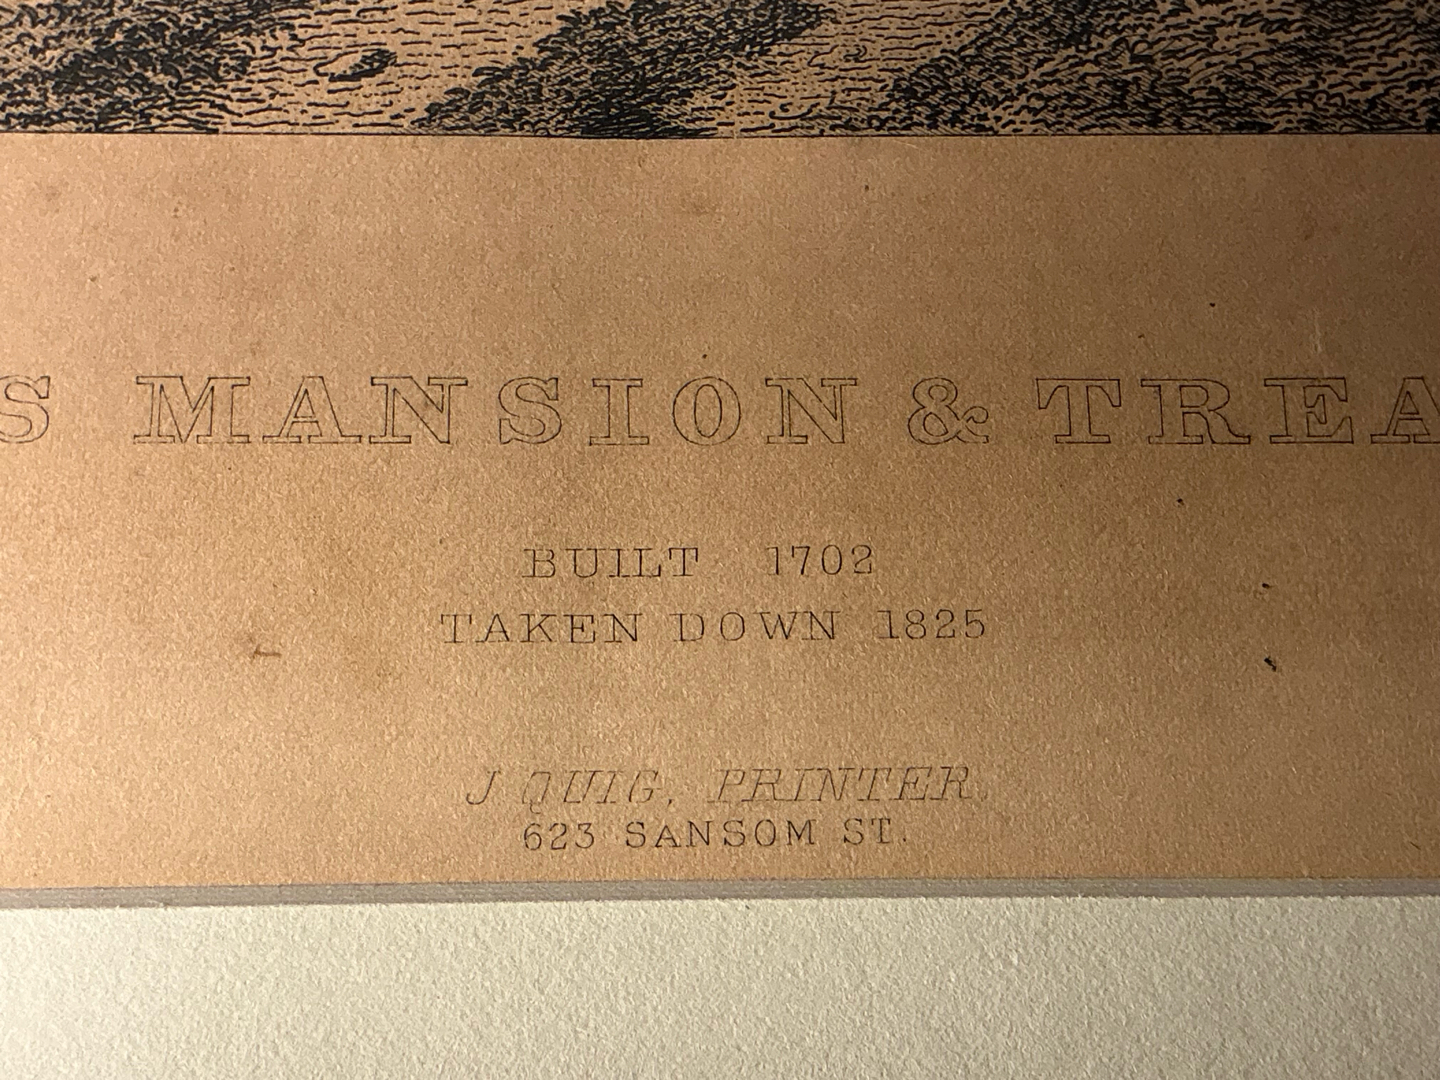 S MANSION & TREA
BUILT 1702
TAKEN DOWN 1825
J QUIG, PRINTER
623 SANSOM ST.